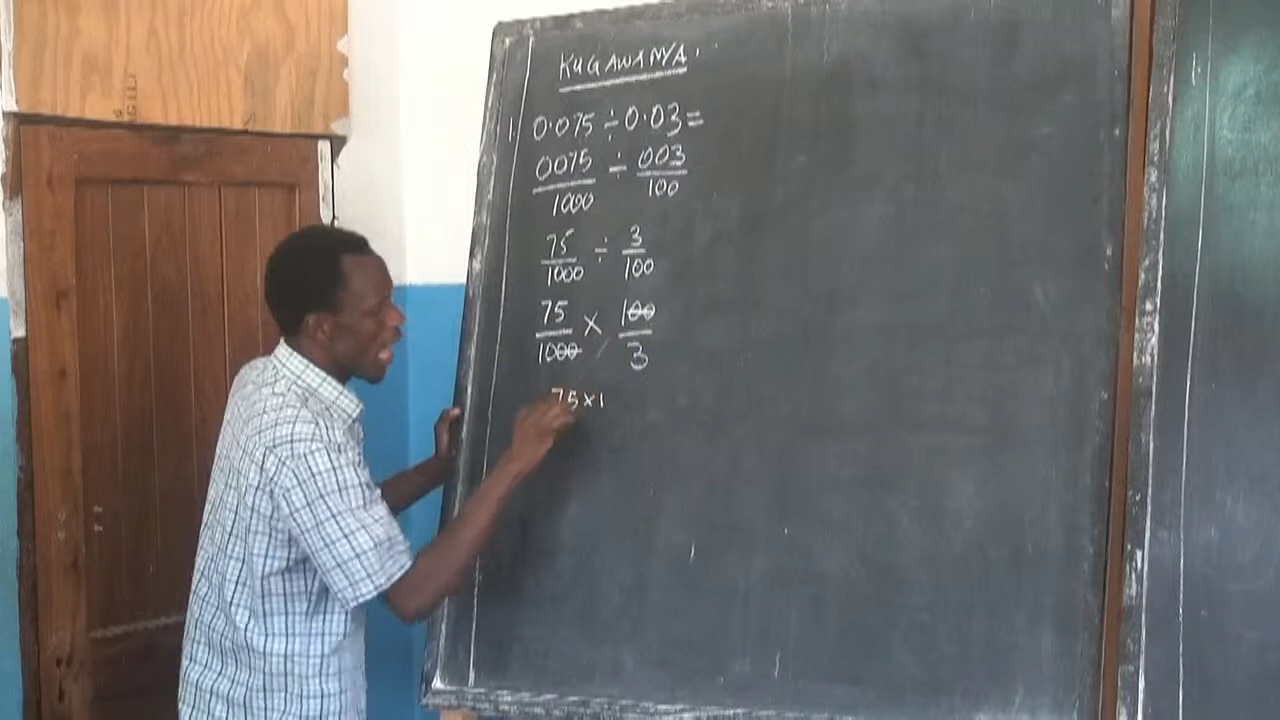 KUGAWANYA.
1. 0.075 ÷ 0.03 =
0075/1000 ÷ 003/100
75/1000 ÷ 3/100
75/1000 × 100/3
75×1